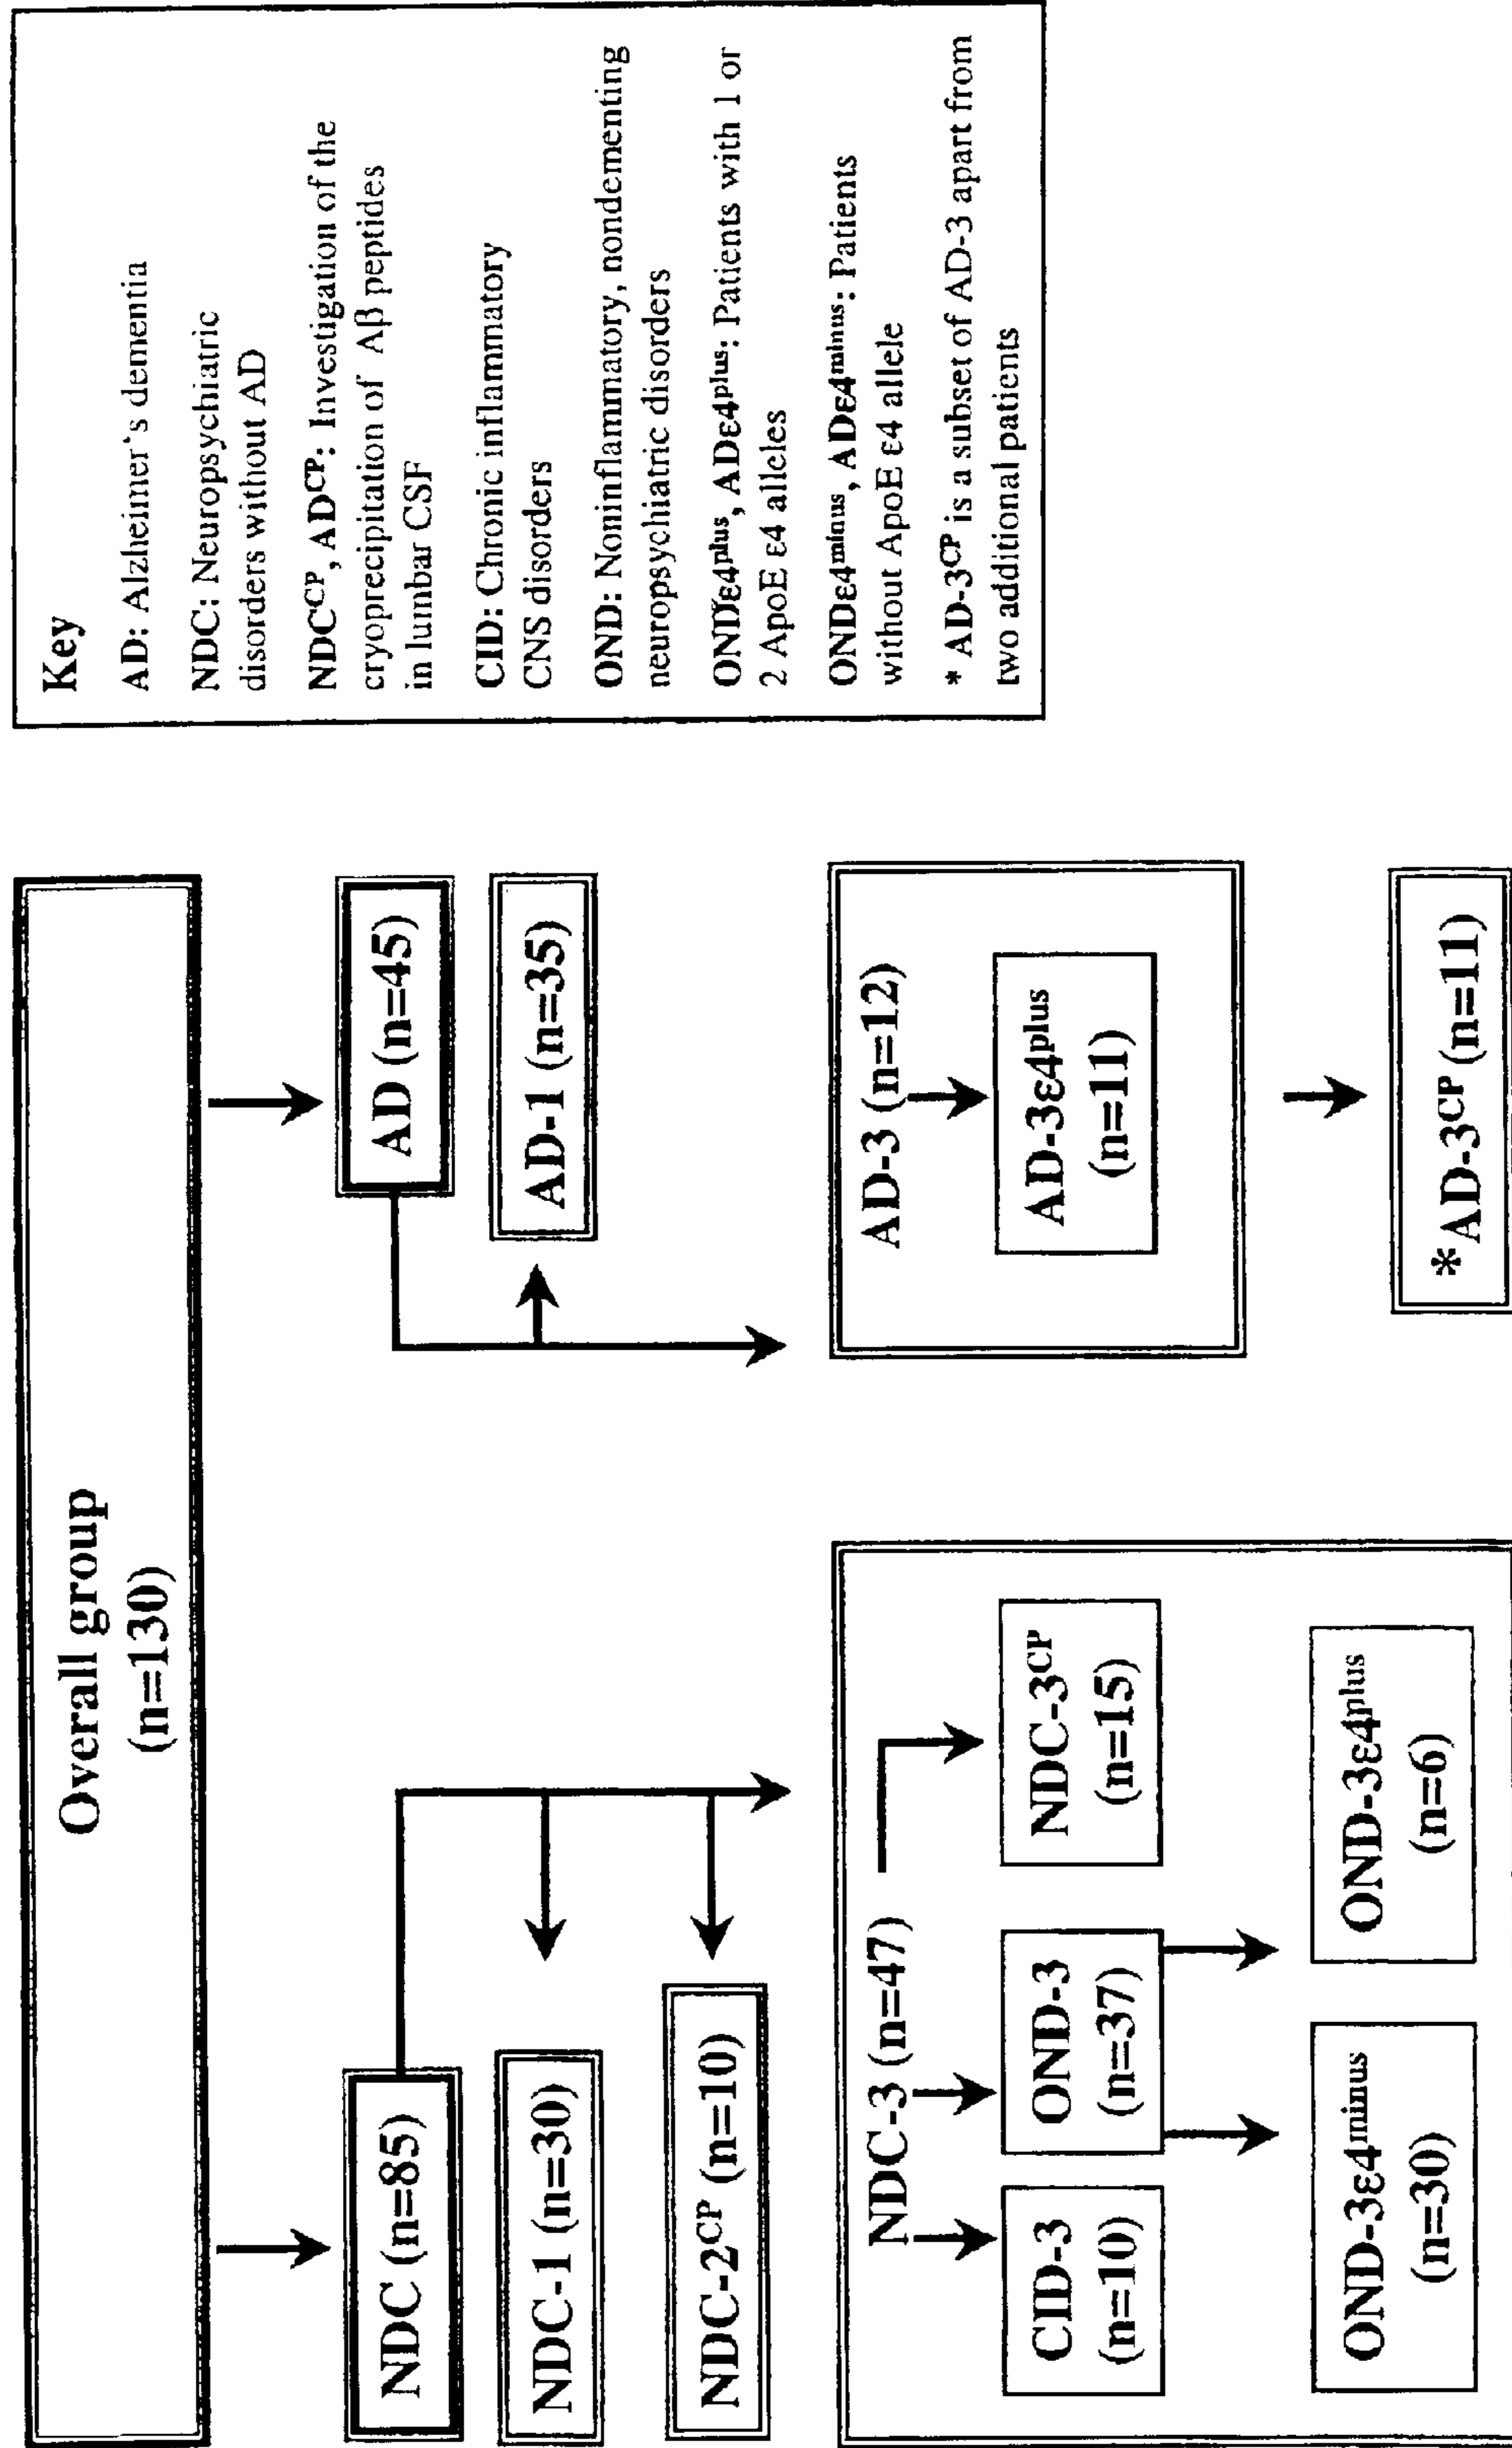 Overall group
(n=130)
NDC (n=85)
AD (n=45)
NDC-1 (n=30)
AD-1 (n=35)
NDC-2CP (n=10)
NDC-3 (n=47)
CID-3
(n=10)
OND-3
(n=37)
NDC-3CP
(n=15)
OND-3ε4minus
(n=30)
OND-3ε4plus
(n=6)
AD-3 (n=12)
AD-3ε4plus
(n=11)
*AD-3CP (n=11)
Key
AD: Alzheimer's dementia
NDC: Neuropsychiatric
disorders without AD
NDCCP, ADCP: Investigation of the
cryoprecipitation of Aβ peptides
in lumbar CSF
CID: Chronic inflammatory
CNS disorders
OND: Noninflammatory, nondementing
neuropsychiatric disorders
ONDε4plus, ADε4plus: Patients with 1 or
2 ApoE ε4 alleles
ONDε4minus, ADε4minus: Patients
without ApoE ε4 allele
* AD-3CP is a subset of AD-3 apart from
two additional patients